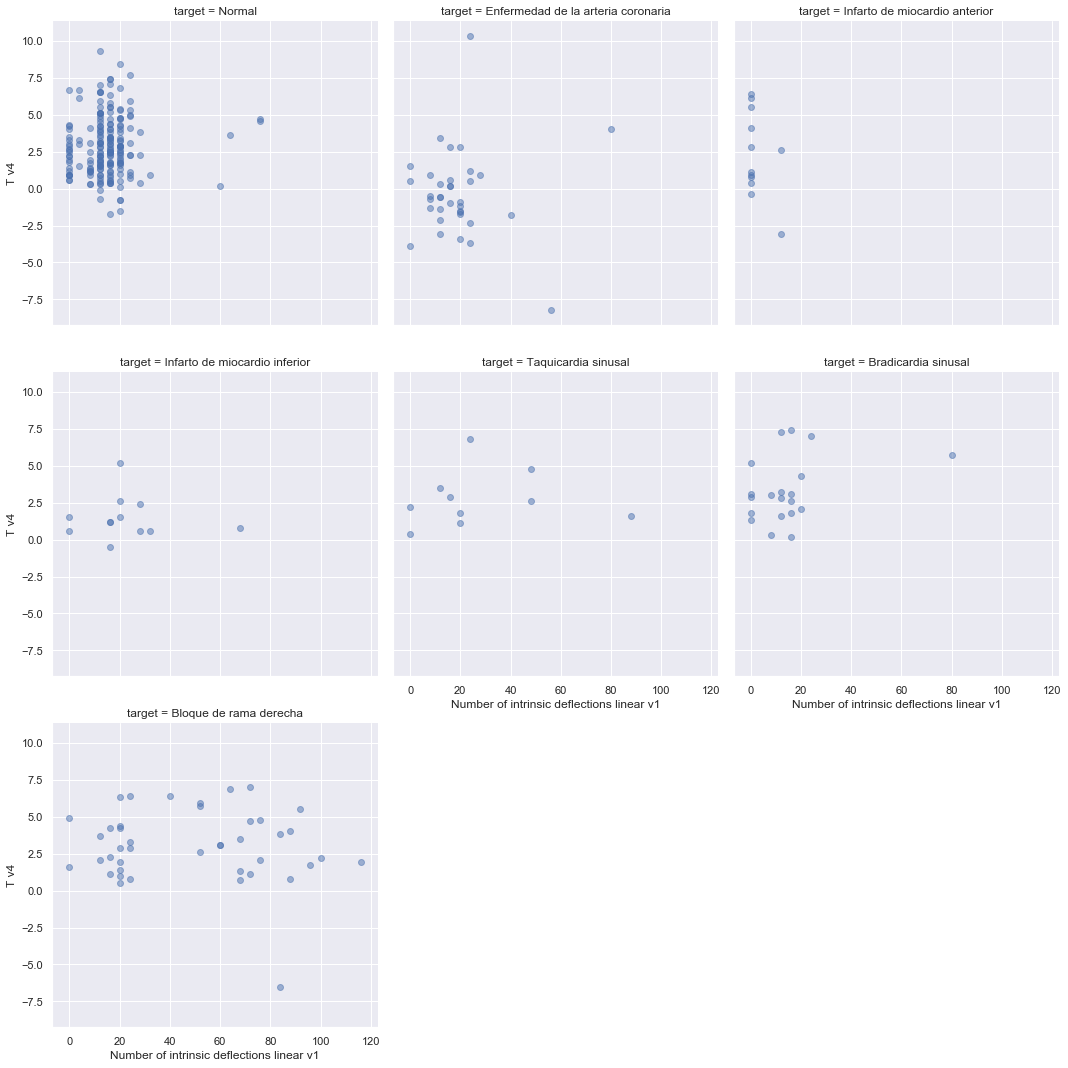 target = Normal
target = Enfermedad de la arteria coronaria
target = Infarto de miocardio anterior
10.0
7.5
5.0
2.5
0.0
−2.5
−5.0
−7.5
T v4
target = Infarto de miocardio inferior
target = Taquicardia sinusal
target = Bradicardia sinusal
10.0
7.5
5.0
2.5
0.0
−2.5
−5.0
−7.5
T v4
0 20 40 60 80 100 120
Number of intrinsic deflections linear v1
0 20 40 60 80 100 120
Number of intrinsic deflections linear v1
target = Bloque de rama derecha
10.0
7.5
5.0
2.5
0.0
−2.5
−5.0
−7.5
T v4
0 20 40 60 80 100 120
Number of intrinsic deflections linear v1